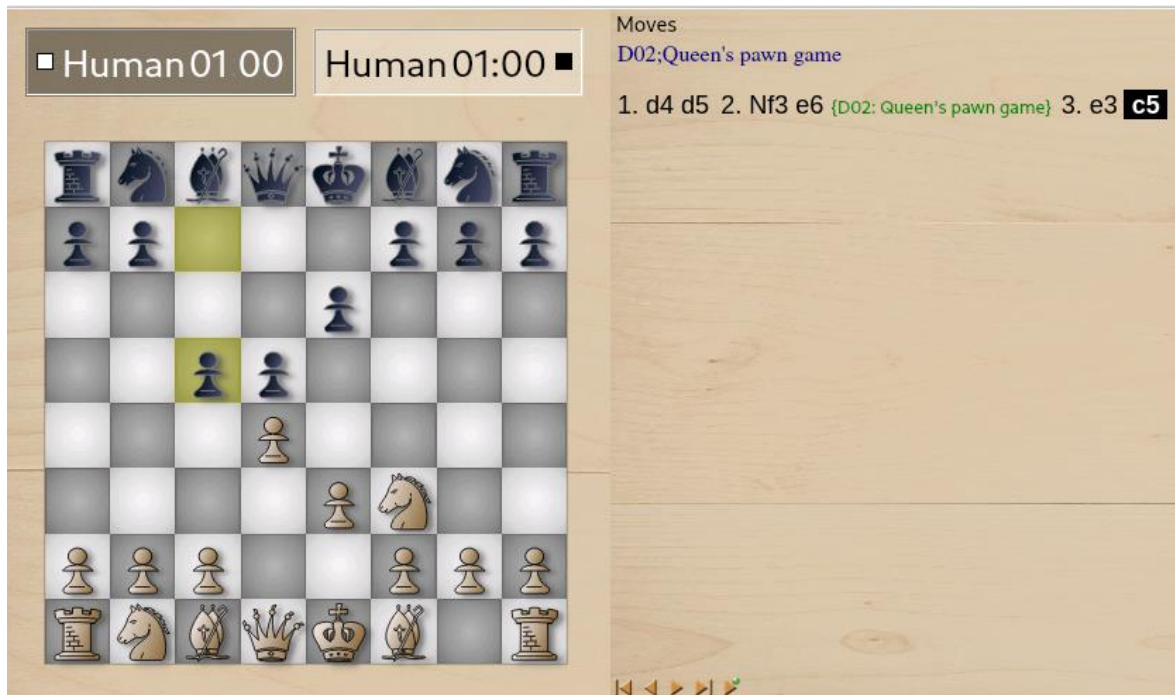 Human 01 00
Human 01:00
Moves
D02;Queen's pawn game
1. d4 d5 2. Nf3 e6 {D02: Queen's pawn game} 3. e3 c5